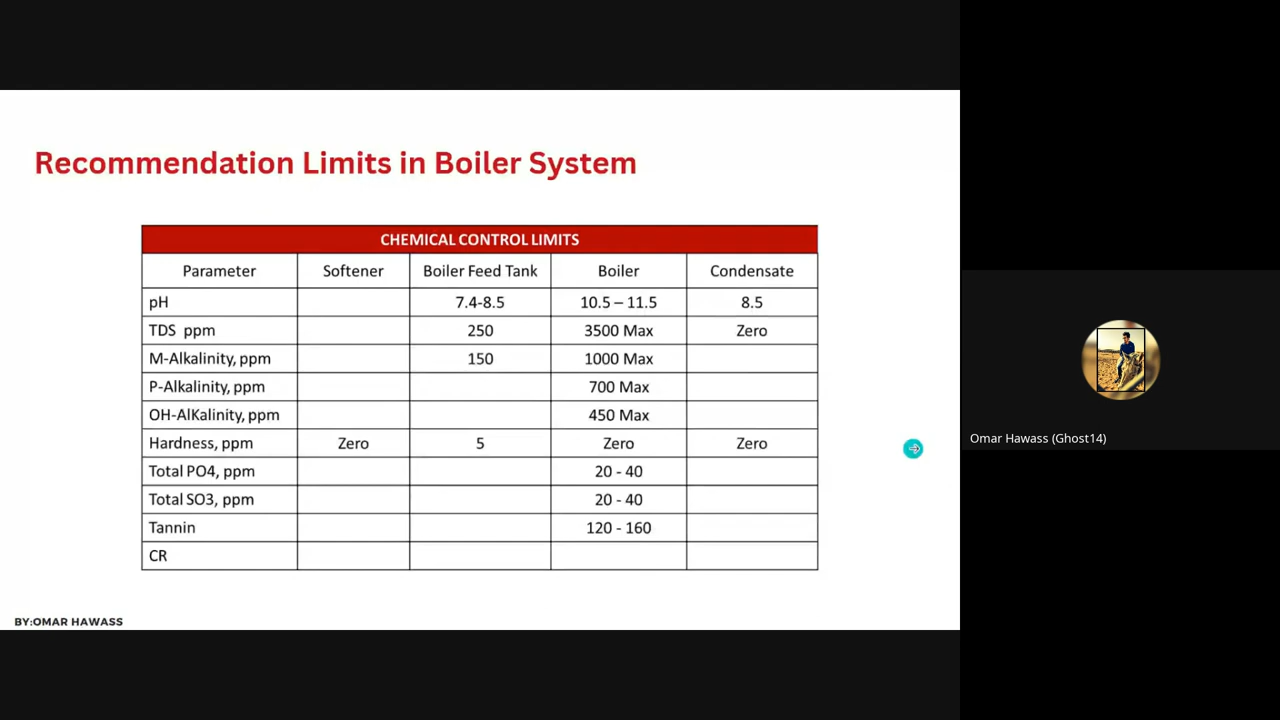 Recommendation Limits in Boiler System
CHEMICAL CONTROL LIMITS
Parameter Softener Boiler Feed Tank Boiler Condensate
pH 7.4-8.5 10.5 – 11.5 8.5
TDS ppm 250 3500 Max Zero
M-Alkalinity, ppm 150 1000 Max
P-Alkalinity, ppm 700 Max
OH-AlKalinity, ppm 450 Max
Hardness, ppm Zero 5 Zero Zero
Total PO4, ppm 20 - 40
Total SO3, ppm 20 - 40
Tannin 120 - 160
CR
BY:OMAR HAWASS
Omar Hawass (Ghost14)